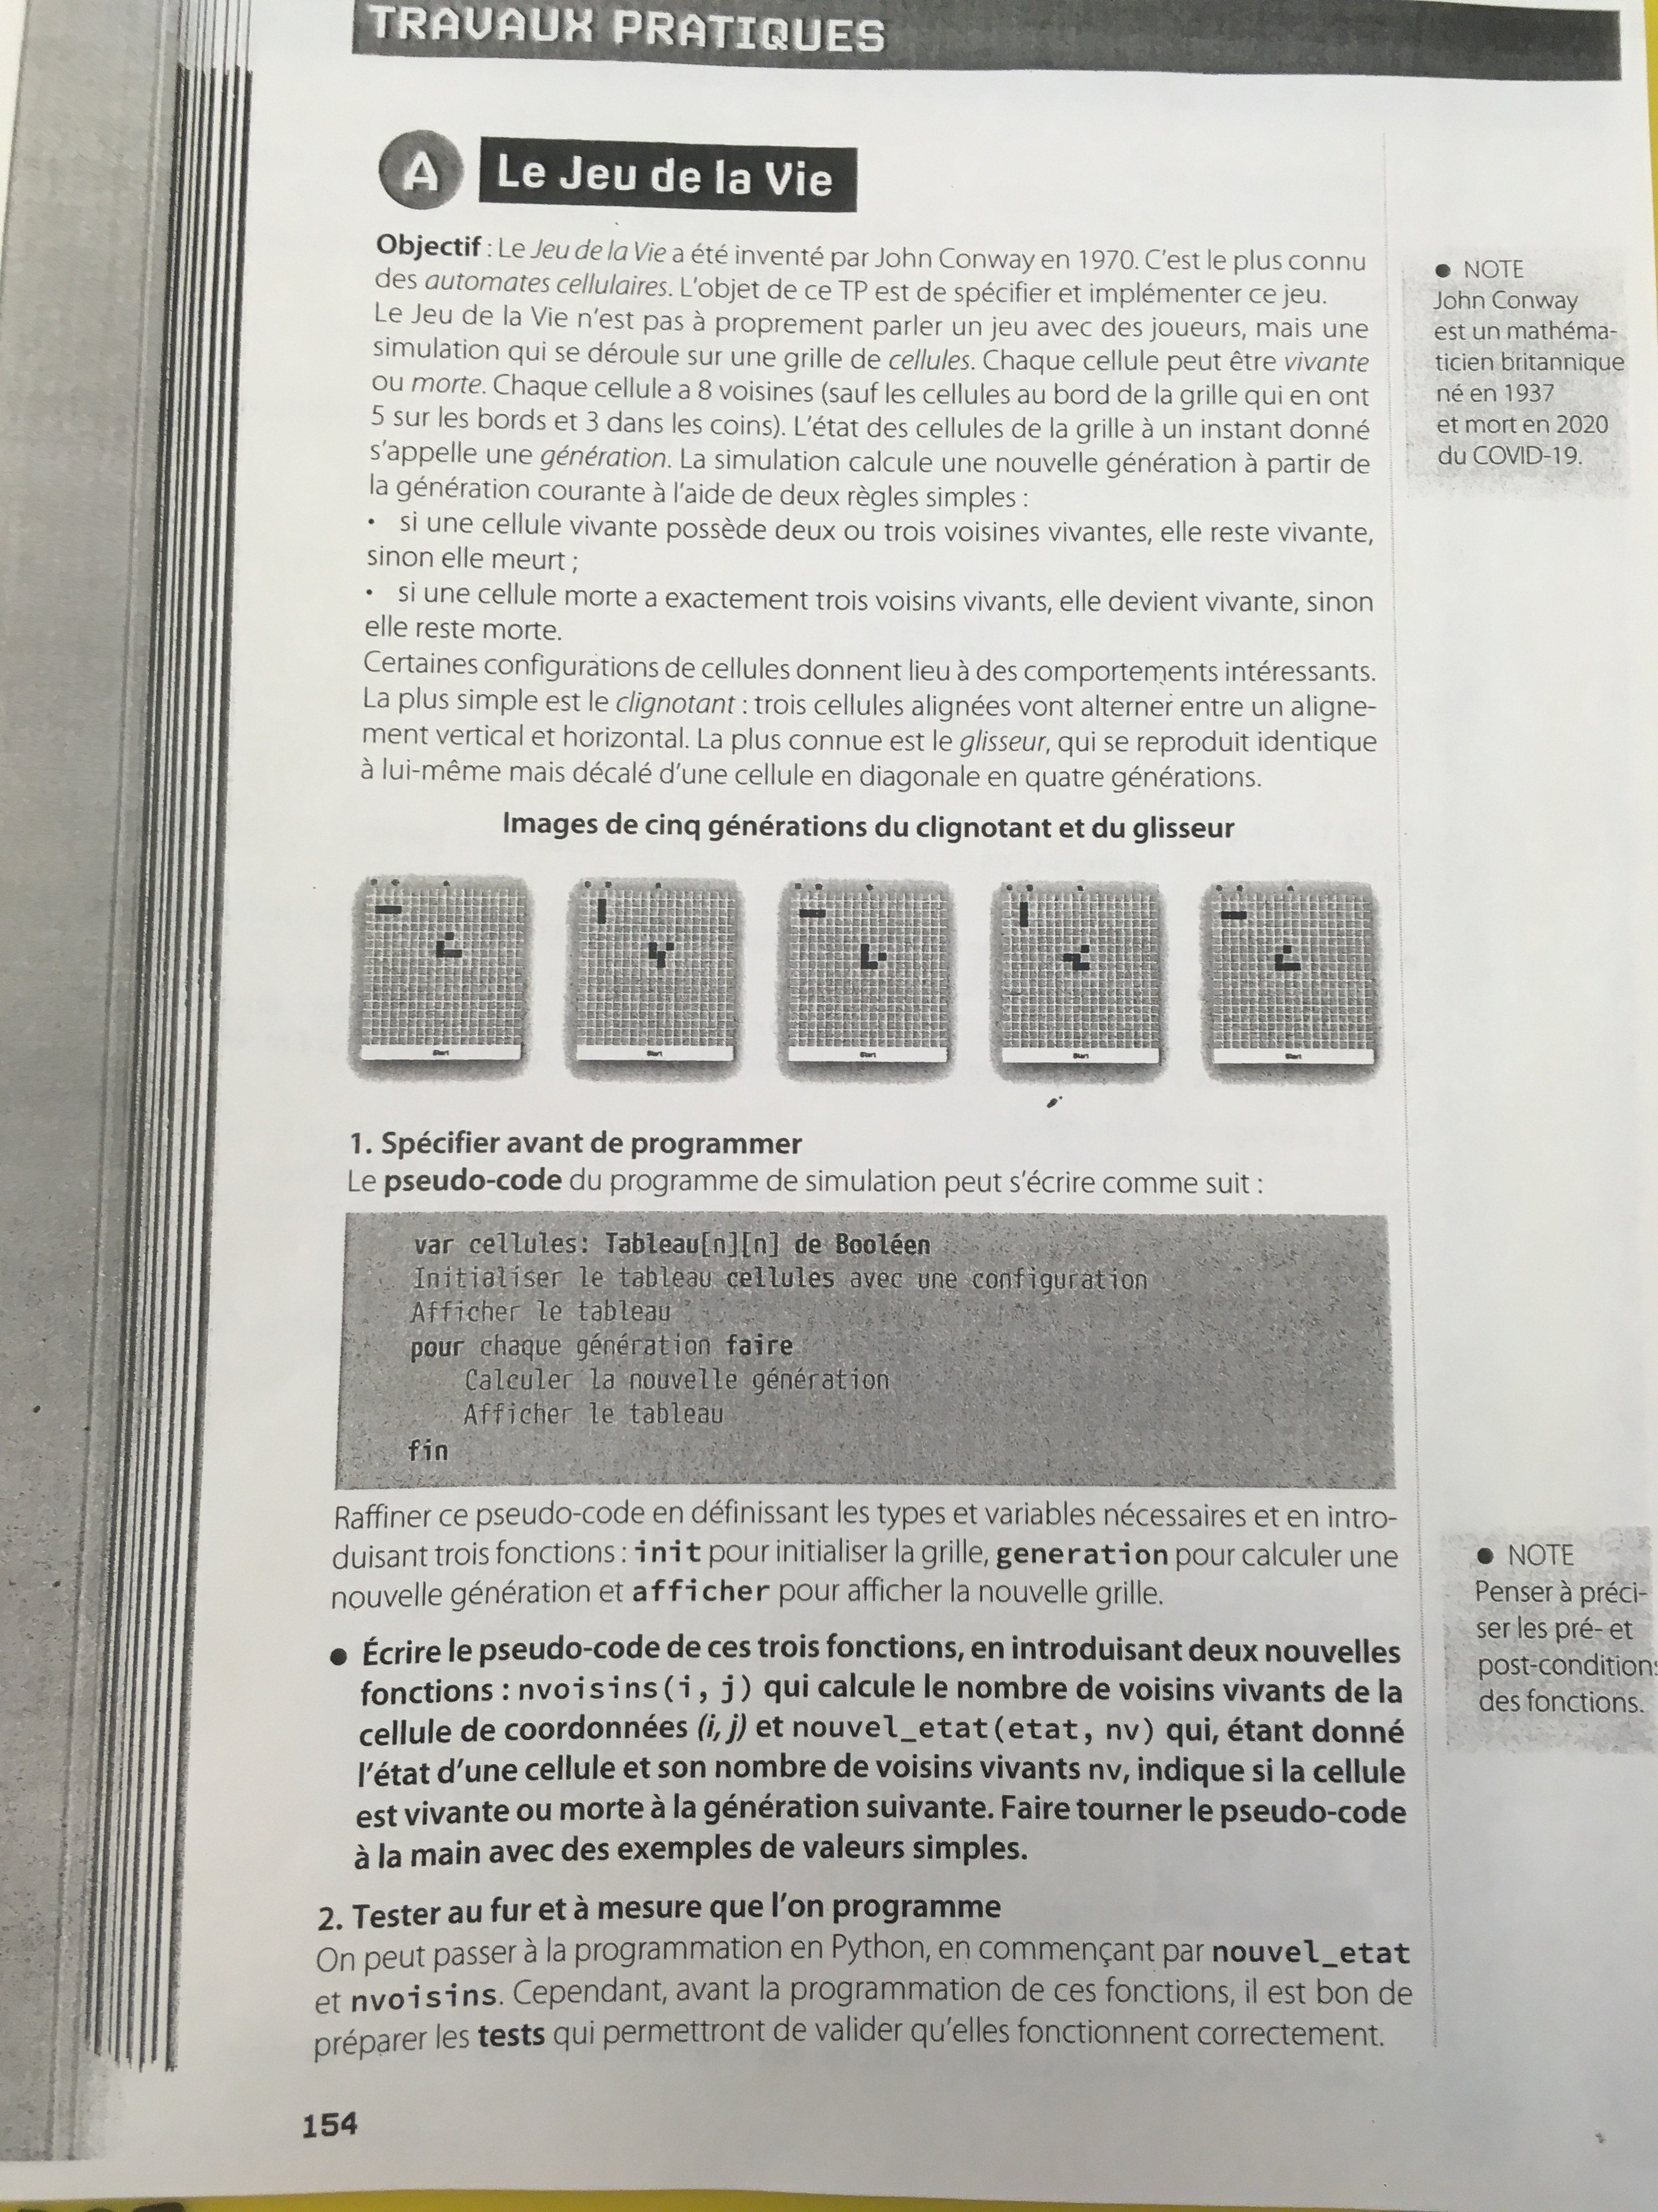 TRAVAUX PRATIQUES
A Le Jeu de la Vie
Objectif : Le Jeu de la Vie a été inventé par John Conway en 1970. C'est le plus connu
des automates cellulaires. L'objet de ce TP est de spécifier et implémenter ce jeu.
Le Jeu de la Vie n'est pas à proprement parler un jeu avec des joueurs, mais une
simulation qui se déroule sur une grille de cellules. Chaque cellule peut être vivante
ou morte. Chaque cellule a 8 voisines (sauf les cellules au bord de la grille qui en ont
5 sur les bords et 3 dans les coins). L'état des cellules de la grille à un instant donné
s'appelle une génération. La simulation calcule une nouvelle génération à partir de
la génération courante à l'aide de deux règles simples :
• si une cellule vivante possède deux ou trois voisines vivantes, elle reste vivante,
sinon elle meurt ;
• si une cellule morte a exactement trois voisins vivants, elle devient vivante, sinon
elle reste morte.
Certaines configurations de cellules donnent lieu à des comportements intéressants.
La plus simple est le clignotant : trois cellules alignées vont alterner entre un aligne-
ment vertical et horizontal. La plus connue est le glisseur, qui se reproduit identique
à lui-même mais décalé d'une cellule en diagonale en quatre générations.
● NOTE
John Conway
est un mathéma-
ticien britannique
né en 1937
et mort en 2020
du COVID-19.
Images de cinq générations du clignotant et du glisseur
Start
Start
Start
Start
Start
1. Spécifier avant de programmer
Le pseudo-code du programme de simulation peut s'écrire comme suit :
var cellules: Tableau[n][n] de Booléen
Initialiser le tableau cellules avec une configuration
Afficher le tableau
pour chaque génération faire
Calculer la nouvelle génération
Afficher le tableau
fin
Raffiner ce pseudo-code en définissant les types et variables nécessaires et en intro-
duisant trois fonctions : init pour initialiser la grille, generation pour calculer une
nouvelle génération et afficher pour afficher la nouvelle grille.
● Écrire le pseudo-code de ces trois fonctions, en introduisant deux nouvelles
fonctions : nvoisins(i, j) qui calcule le nombre de voisins vivants de la
cellule de coordonnées (i, j) et nouvel_etat(etat, nv) qui, étant donné
l'état d'une cellule et son nombre de voisins vivants nv, indique si la cellule
est vivante ou morte à la génération suivante. Faire tourner le pseudo-code
à la main avec des exemples de valeurs simples.
● NOTE
Penser à préci-
ser les pré- et
post-conditions
des fonctions.
2. Tester au fur et à mesure que l'on programme
On peut passer à la programmation en Python, en commençant par nouvel_etat
et nvoisins. Cependant, avant la programmation de ces fonctions, il est bon de
préparer les tests qui permettront de valider qu'elles fonctionnent correctement.
154